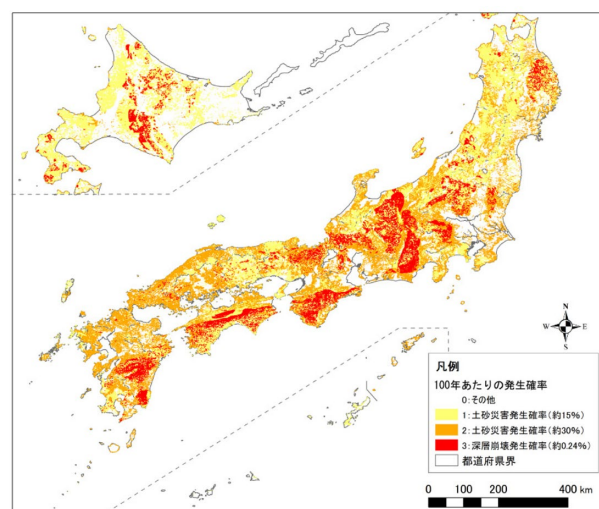 N
W E
S
凡例
100年あたりの発生確率
0:その他
1:土砂災害発生確率(約15%)
2:土砂災害発生確率(約30%)
3:深層崩壊発生確率(約0.24%)
都道府県界
0 100 200 400 km